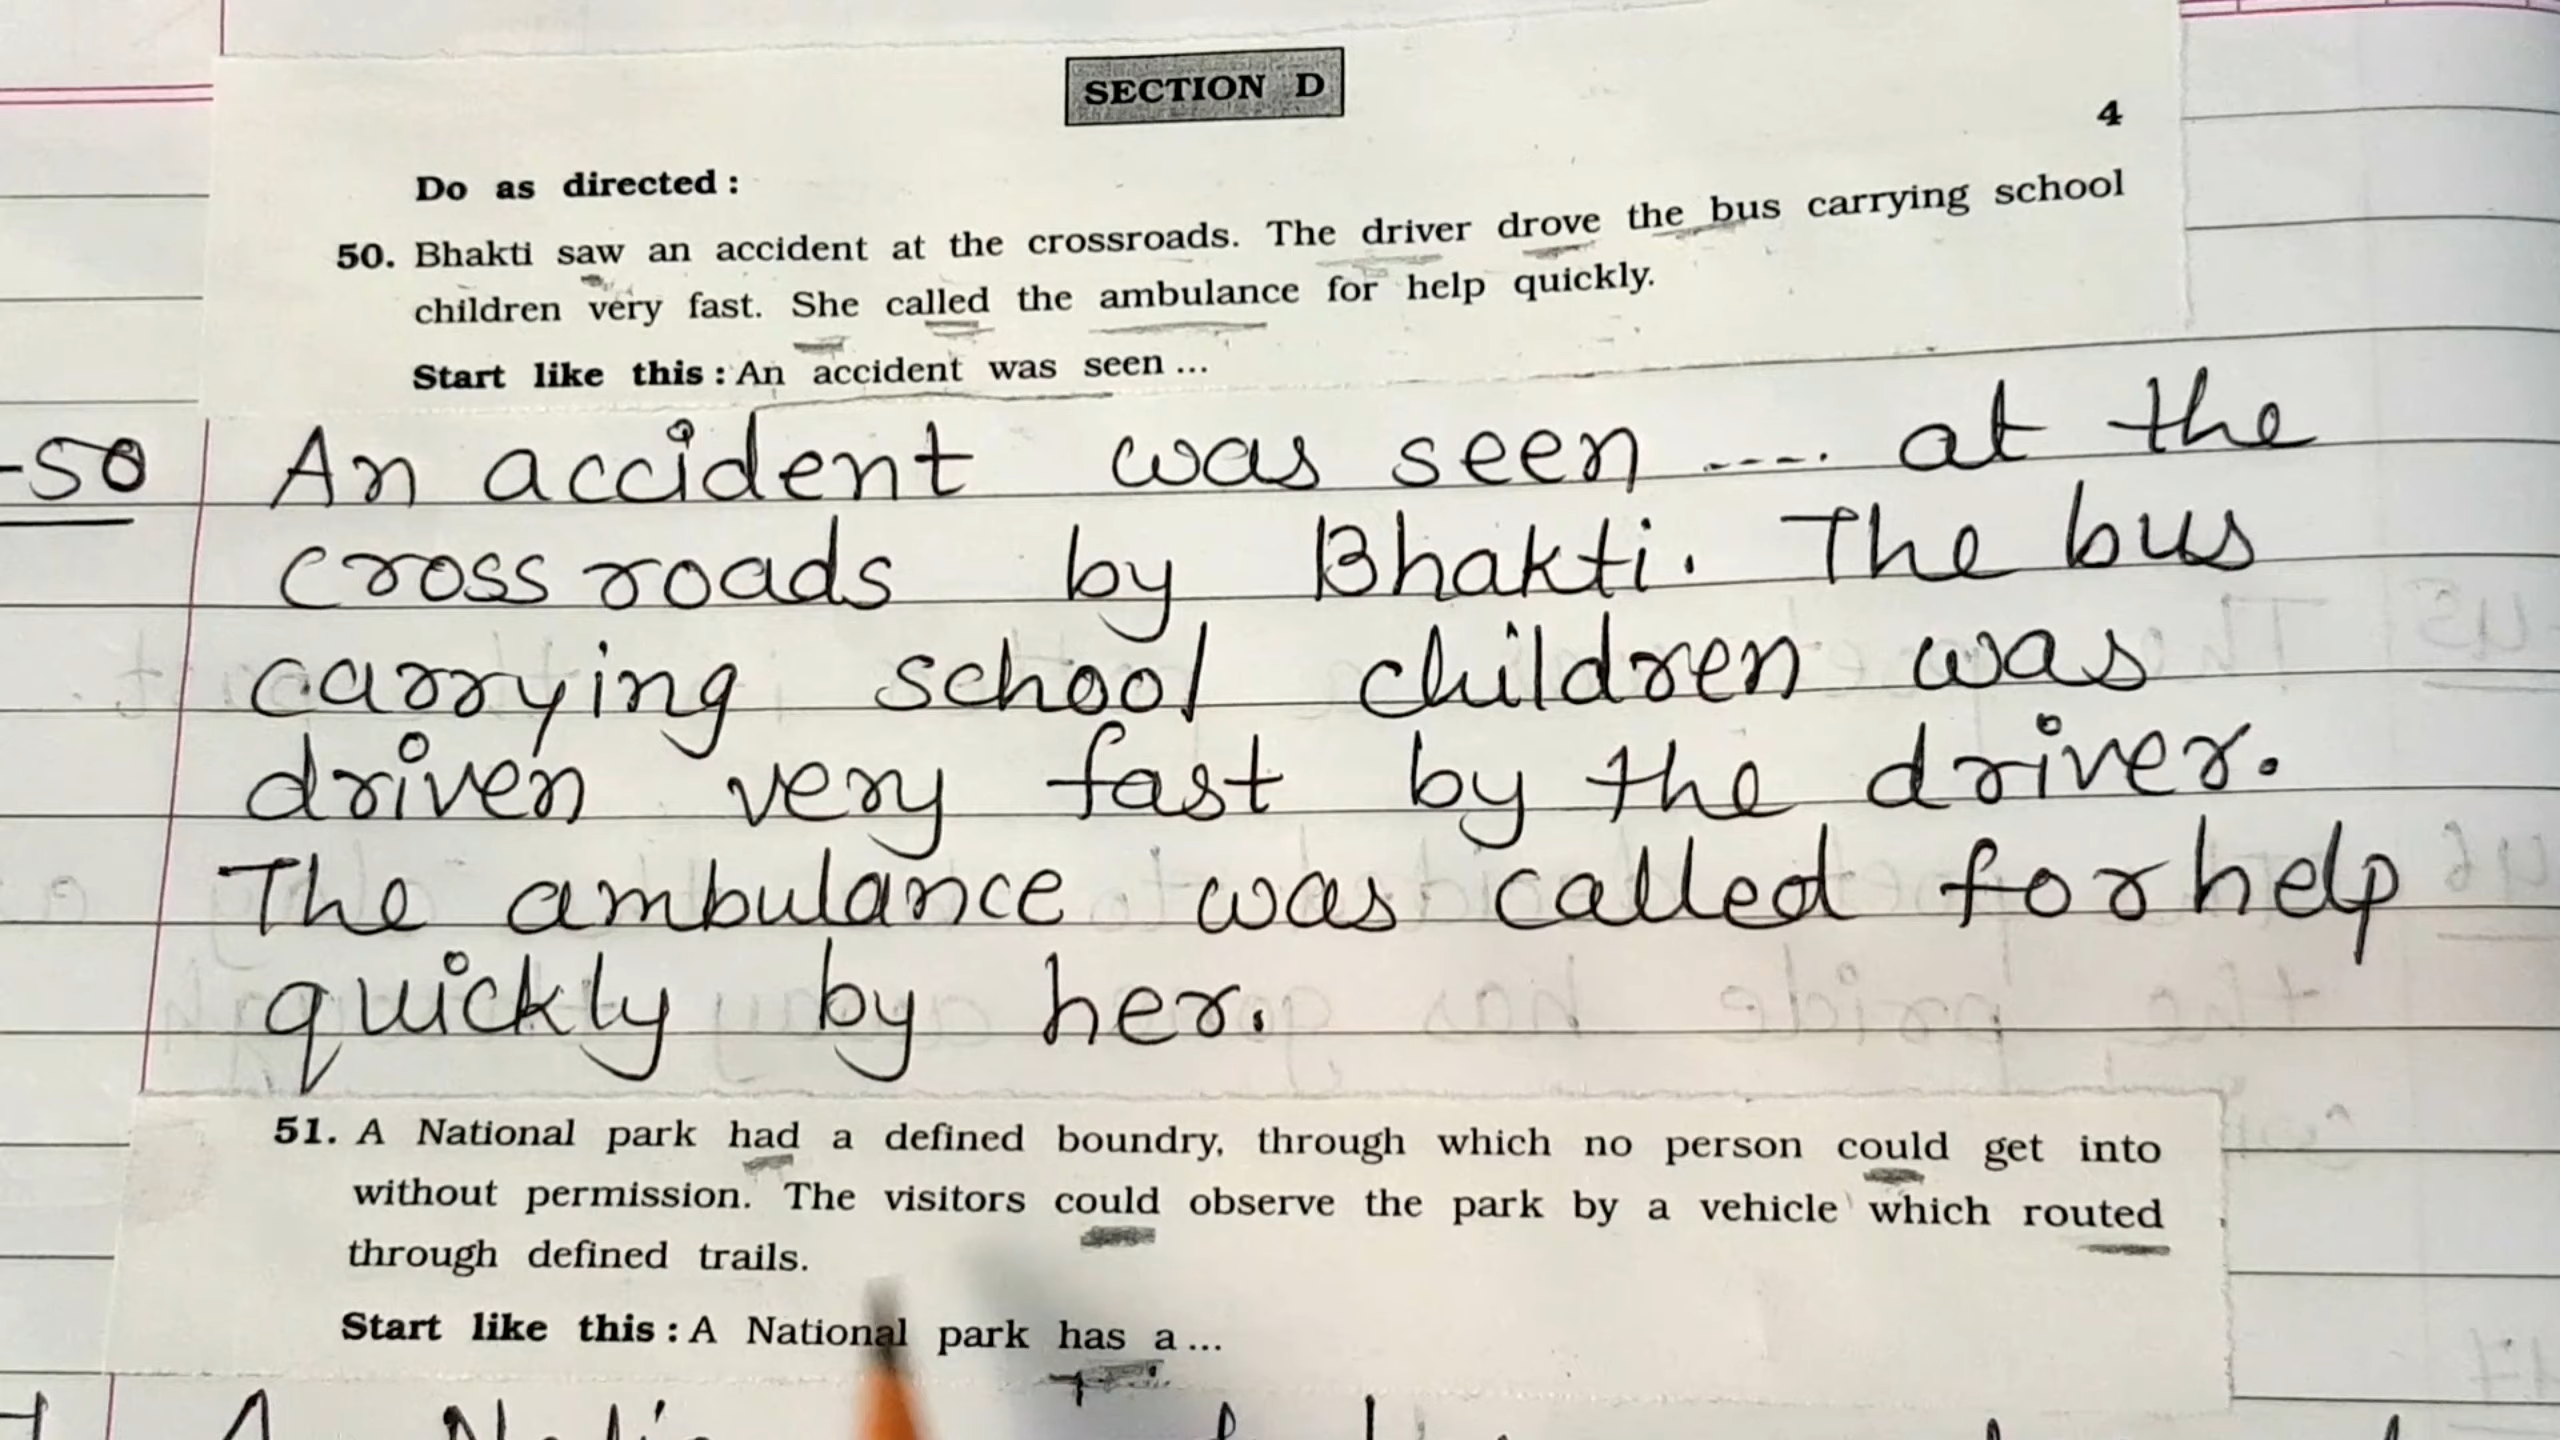 SECTION D
4
Do as directed :
50. Bhakti saw an accident at the crossroads. The driver drove the bus carrying school
children very fast. She called the ambulance for help quickly.
Start like this : An accident was seen ...
-50 An accident was seen ---- at the
cross roads by Bhakti. The bus
carrying school children was
driven very fast by the driver.
The ambulance was called for help
quickly by her.
51. A National park had a defined boundry, through which no person could get into
without permission. The visitors could observe the park by a vehicle which routed
through defined trails.
Start like this : A National park has a ...